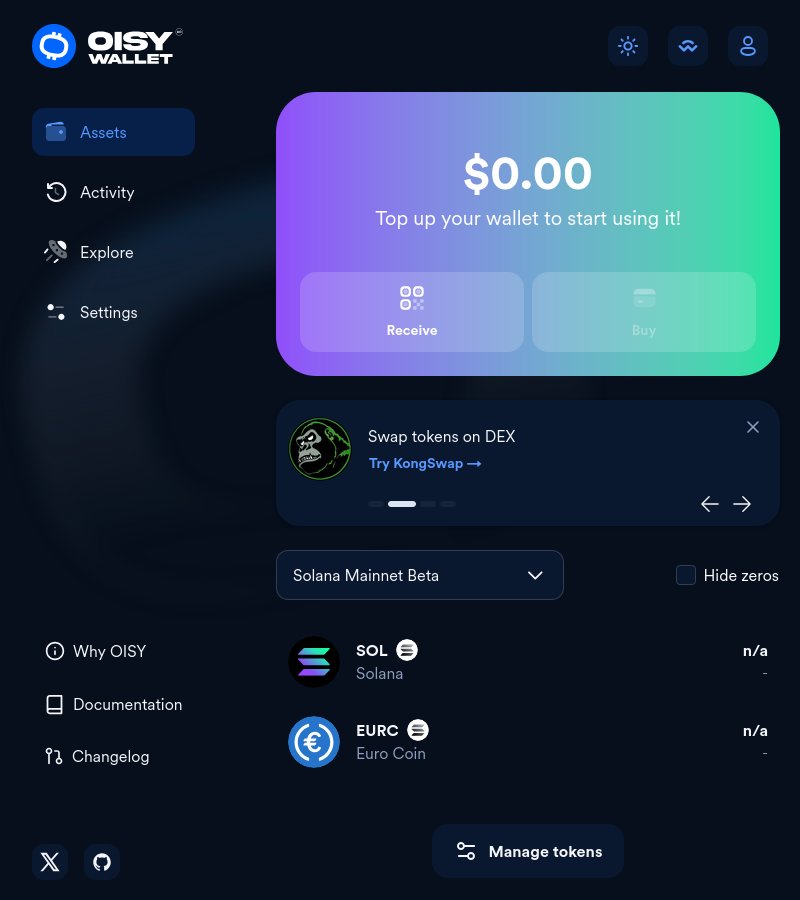 OISY
WALLET
Assets
Activity
Explore
Settings
$0.00
Top up your wallet to start using it!
Receive
Buy
Swap tokens on DEX
Try KongSwap →
Solana Mainnet Beta
Hide zeros
SOL
n/a
Solana
-
EURC
n/a
Euro Coin
-
Why OISY
Documentation
Changelog
Manage tokens